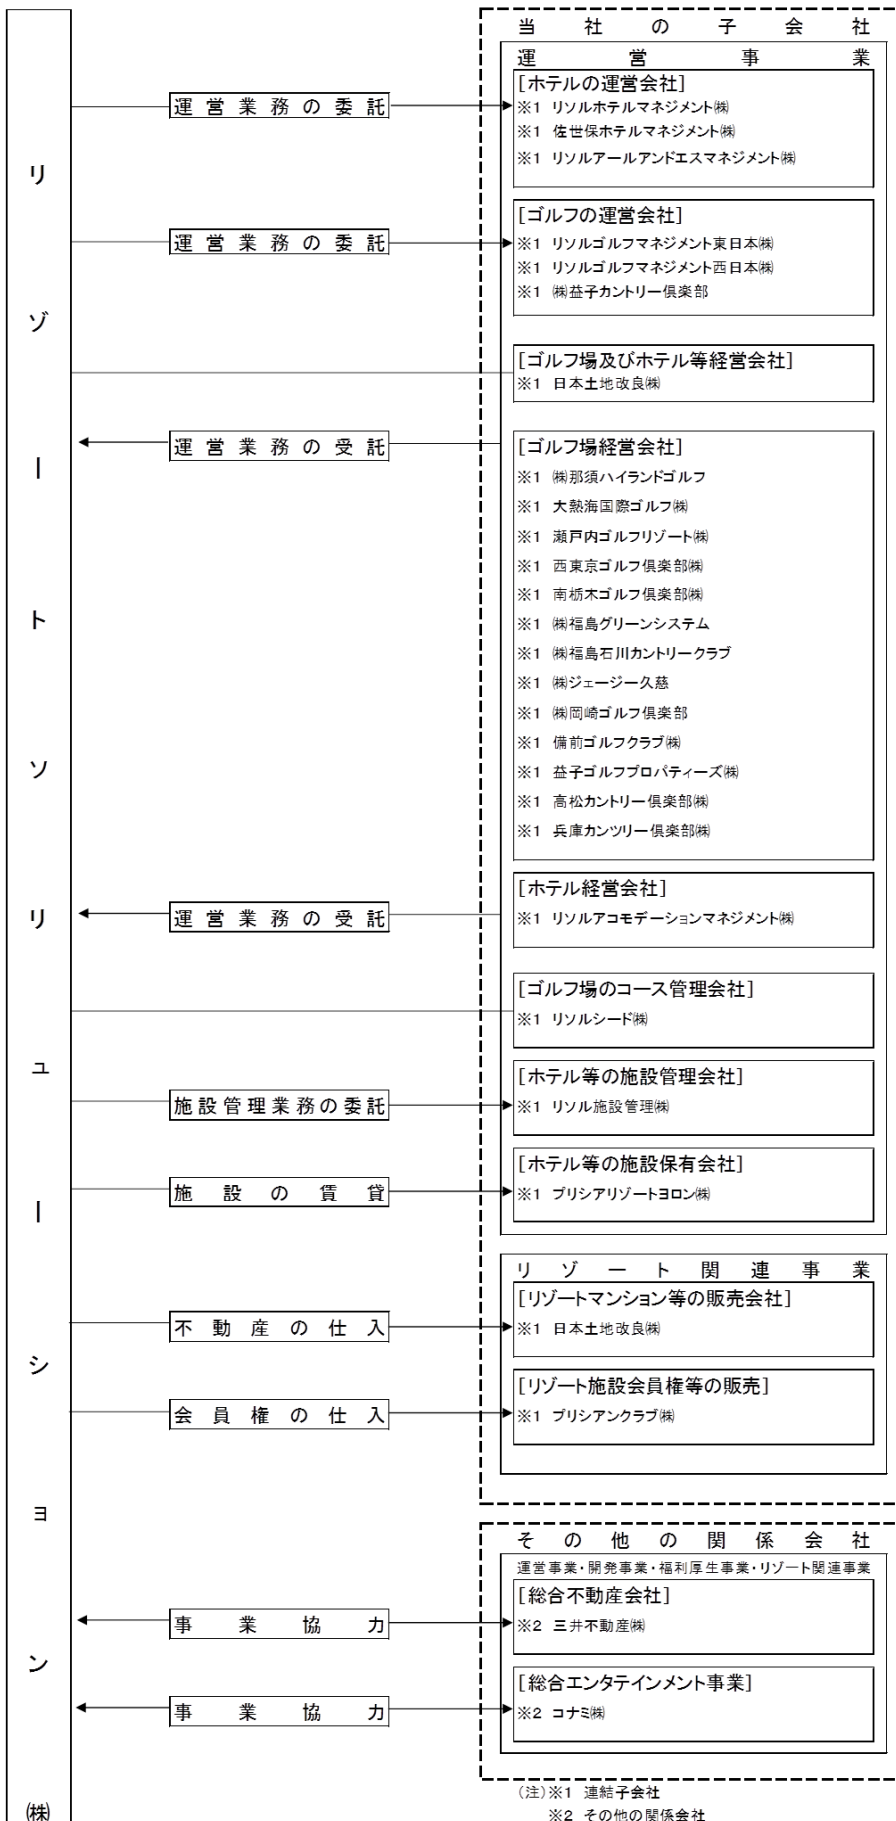 リゾートソリューション㈱
当社の子会社
運営事業
[ホテルの運営会社]
運営業務の委託
※1 リソルホテルマネジメント㈱
※1 佐世保ホテルマネジメント㈱
※1 リソルアールアンドエスマネジメント㈱
[ゴルフの運営会社]
運営業務の委託
※1 リソルゴルフマネジメント東日本㈱
※1 リソルゴルフマネジメント西日本㈱
※1 ㈱益子カントリー倶楽部
[ゴルフ場及びホテル等経営会社]
※1 日本土地改良㈱
運営業務の受託
[ゴルフ場経営会社]
※1 ㈱那須ハイランドゴルフ
※1 大熱海国際ゴルフ㈱
※1 瀬戸内ゴルフリゾート㈱
※1 西東京ゴルフ倶楽部㈱
※1 南栃木ゴルフ倶楽部㈱
※1 ㈱福島グリーンシステム
※1 ㈱福島石川カントリークラブ
※1 ㈱ジェージー久慈
※1 ㈱岡崎ゴルフ倶楽部
※1 備前ゴルフクラブ㈱
※1 益子ゴルフプロパティーズ㈱
※1 高松カントリー倶楽部㈱
※1 兵庫カンツリー倶楽部㈱
[ホテル経営会社]
運営業務の受託
※1 リソルアコモデーションマネジメント㈱
[ゴルフ場のコース管理会社]
※1 リソルシード㈱
[ホテル等の施設管理会社]
施設管理業務の委託
※1 リソル施設管理㈱
[ホテル等の施設保有会社]
施設の賃貸
※1 プリシアリゾートヨロン㈱
リゾート関連事業
[リゾートマンション等の販売会社]
不動産の仕入
※1 日本土地改良㈱
[リゾート施設会員権等の販売]
会員権の仕入
※1 プリシアンクラブ㈱
その他の関係会社
運営事業・開発事業・福利厚生事業・リゾート関連事業
[総合不動産会社]
事業協力
※2 三井不動産㈱
[総合エンタテインメント事業]
事業協力
※2 コナミ㈱
(注)※1 連結子会社
※2 その他の関係会社